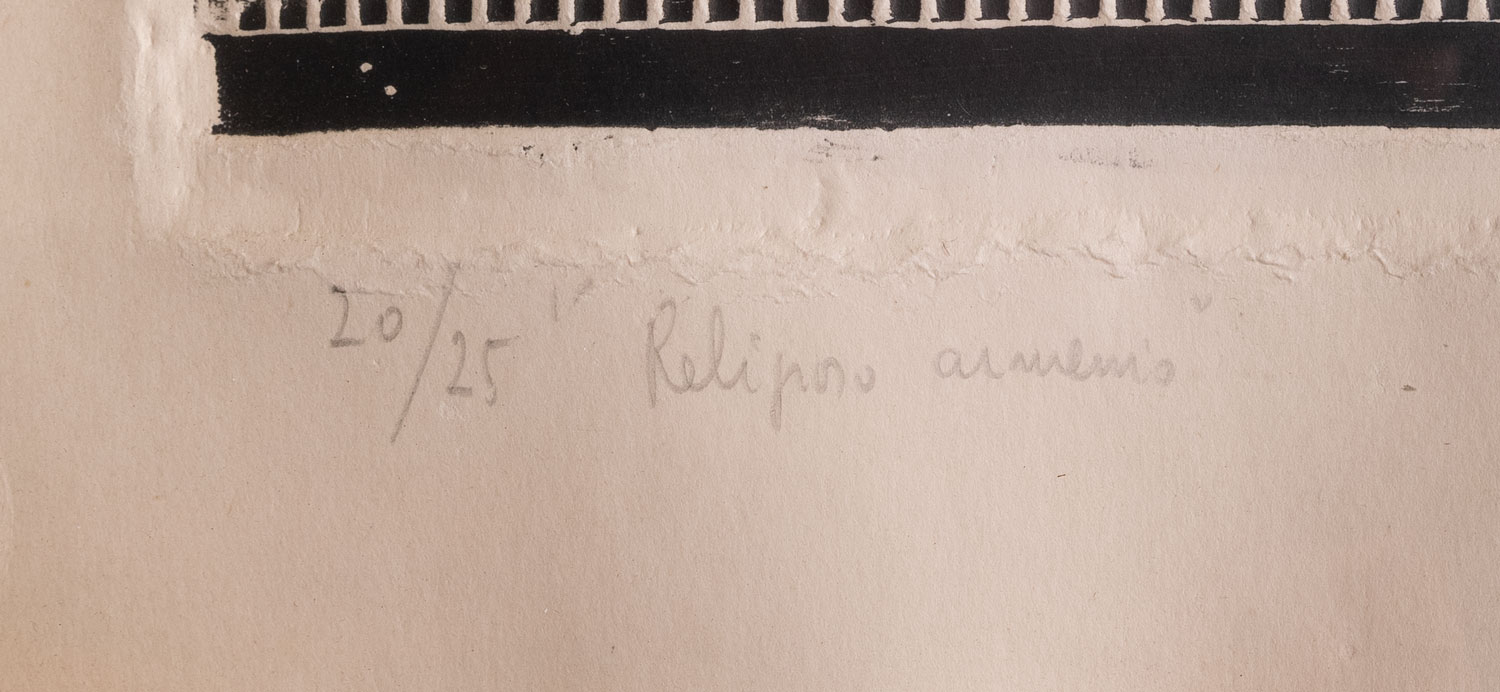 20/25 " Religioso armenio "